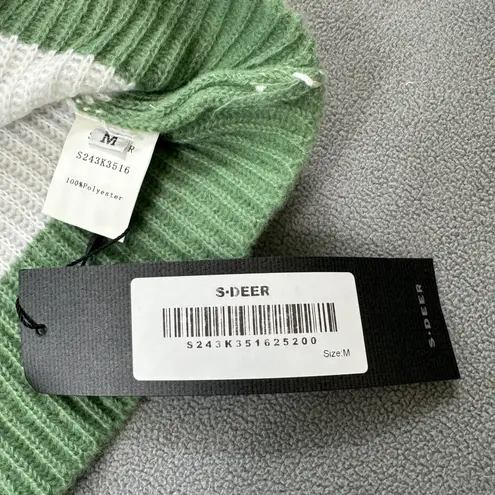 M
S243K3516
100%Polyester
S·DEER
S243K351625200
Size:M
S·DEER